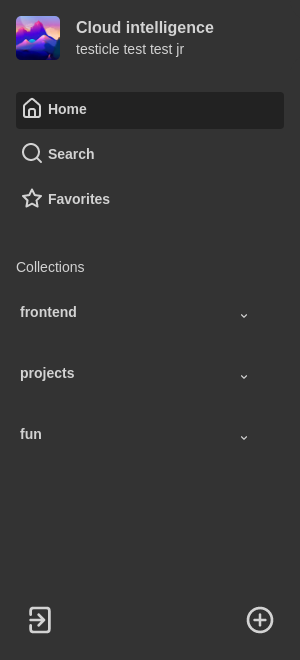 Cloud intelligence
testicle test test jr
Home
Search
Favorites
Collections
frontend
projects
fun